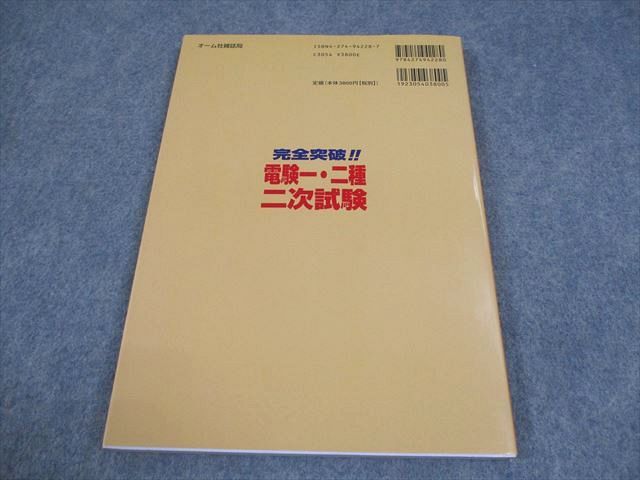 オーム社雑誌局
ISBN4-274-94228-7
C3054 ¥3800E
定価（本体3800円【税別】）
9784274942280
1923054038005
完全突破!!
電験一・二種
二次試験